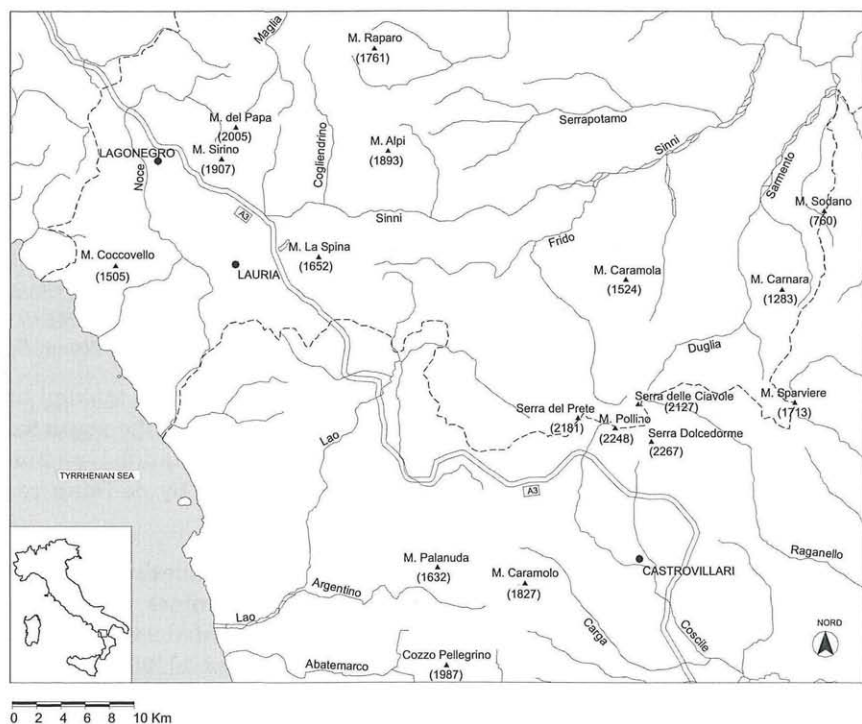 Maglia
M. Raparo
(1761)
M. del Papa
(2005)
LAGONEGRO
M. Sirino
(1907)
Noce
Cogliendrino
M. Alpi
(1893)
Serrapotamo
Sinni
Sarmento
M. Sodano
(760)
A3
Sinni
Frido
M. Coccovello
(1505)
LAURIA
M. La Spina
(1652)
M. Caramola
(1524)
M. Carnara
(1283)
Duglia
Serra delle Ciavole
(2127)
M. Sparviere
(1713)
Serra del Prete
(2181)
M. Pollino
(2248)
Serra Dolcedorme
(2267)
Lao
TYRRHENIAN SEA
A3
Raganello
M. Palanuda
(1632)
M. Caramolo
(1827)
CASTROVILLARI
Argentino
Lao
Carga
Coscile
NORD
Abatemarco
Cozzo Pellegrino
(1987)
0 2 4 6 8 10 Km